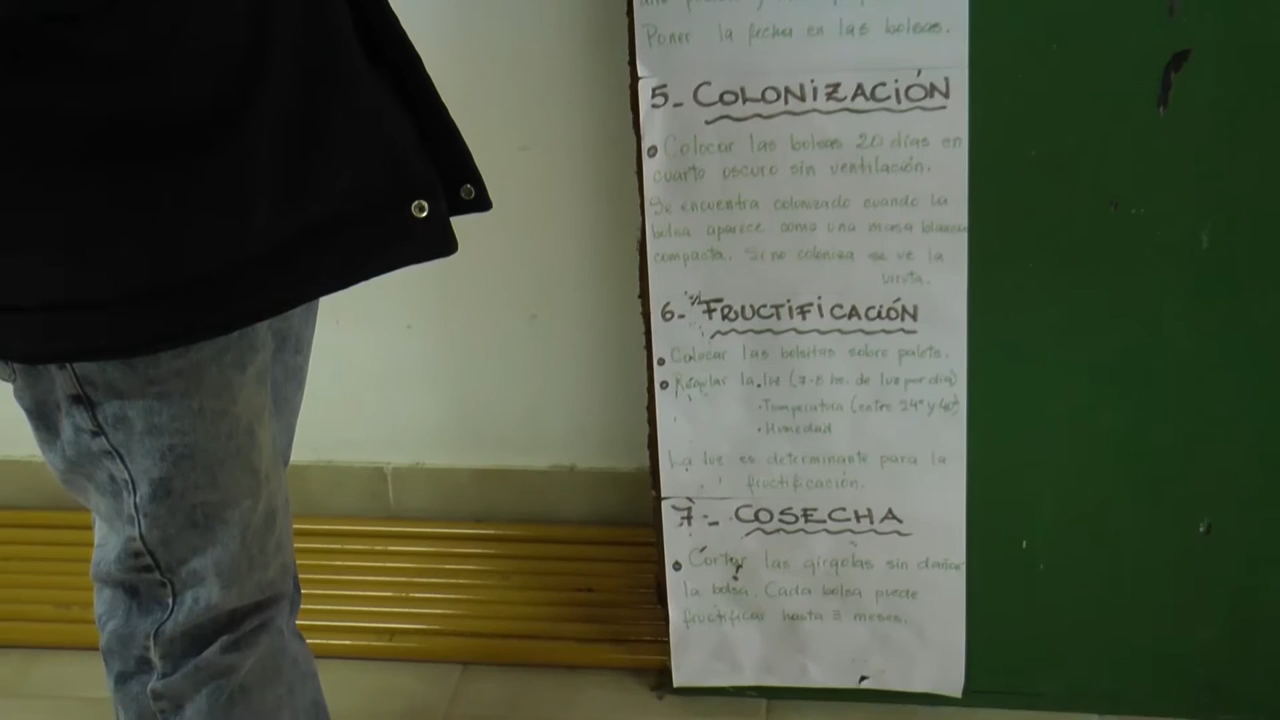 Poner la fecha en las bolsas.
5- COLONIZACIÓN
Colocar las bolsas 20 días en
cuarto oscuro sin ventilación.
Se encuentra colonizado cuando la
bolsa aparece como una masa blanca
compacta. Si no coloniza se ve la
viruta.
6- FRUCTIFICACIÓN
Colocar las bolsitas sobre palets.
Regular la luz (7-8 hs. de luz por día)
Temperatura (entre 24° y
Humedad
La luz es determinante para la
fructificación.
7- COSECHA
Cortar las girgolas sin dañar
la bolsa. Cada bolsa puede
fructificar hasta 3 meses.